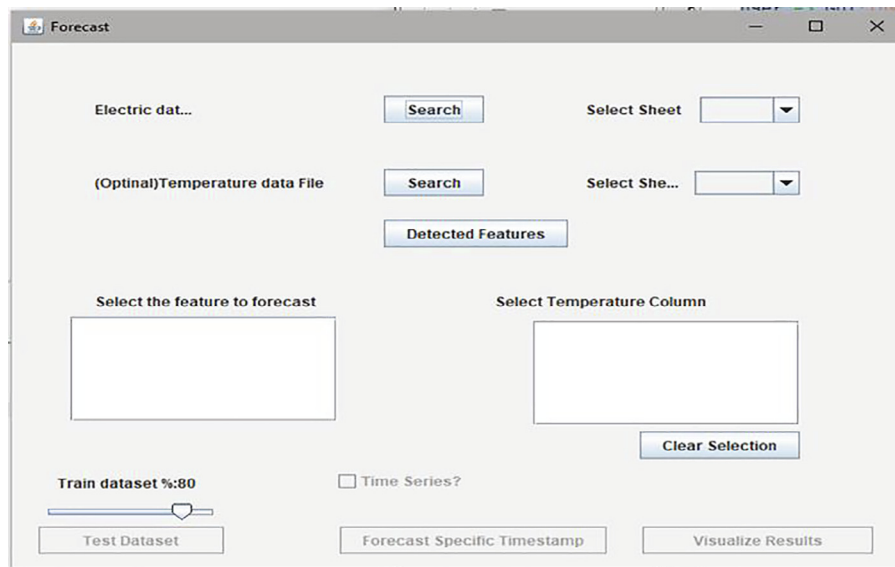 Forecast
Electric dat... Search Select Sheet
(Optinal)Temperature data File Search Select She...
Detected Features
Select the feature to forecast Select Temperature Column
Clear Selection
Train dataset %:80 Time Series?
Test Dataset Forecast Specific Timestamp Visualize Results